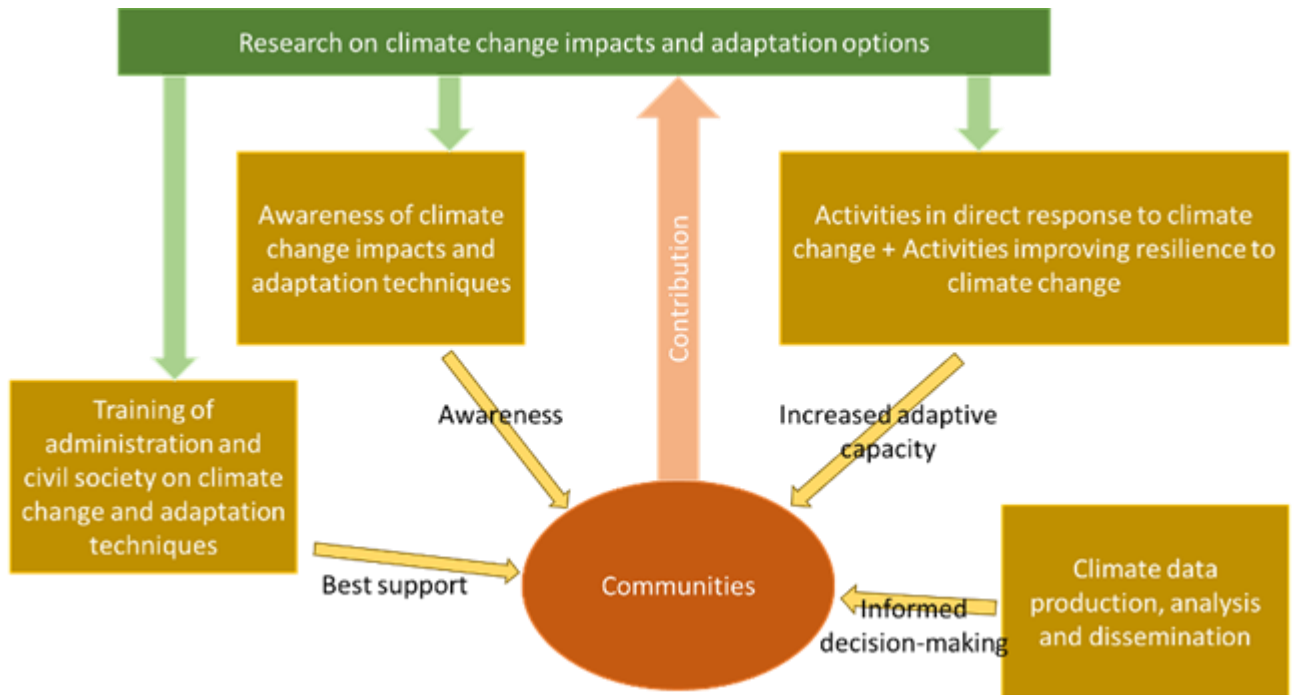 Research on climate change impacts and adaptation options
Awareness of climate
change impacts and
adaptation techniques
Activities in direct response to climate
change + Activities improving resilience to
climate change
Contribution
Training of
administration and
civil society on climate
change and adaptation
techniques
Awareness
Increased adaptive
capacity
Best support
Communities
Informed
decision-making
Climate data
production, analysis
and dissemination